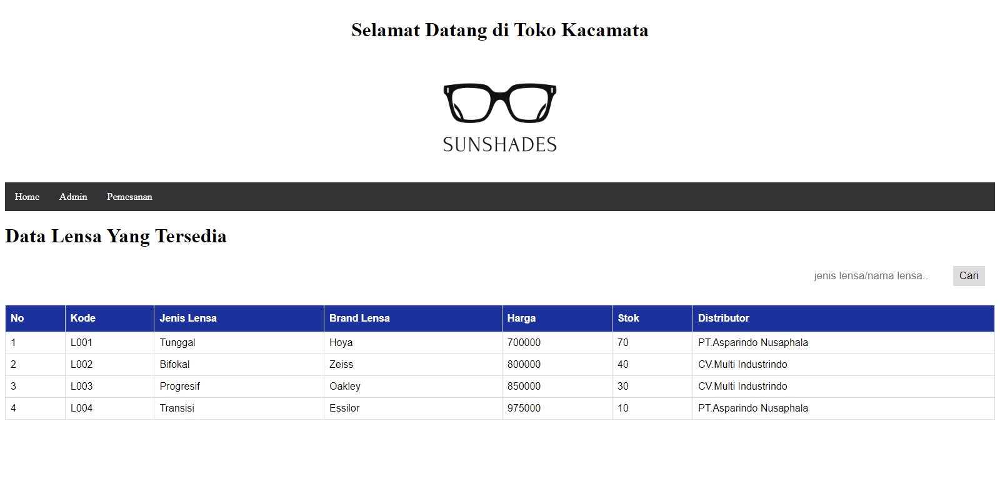 Selamat Datang di Toko Kacamata
SUNSHADES
Home Admin Pemesanan
Data Lensa Yang Tersedia
jenis lensa/nama lensa.. Cari
No Kode Jenis Lensa Brand Lensa Harga Stok Distributor
1 L001 Tunggal Hoya 700000 70 PT.Asparindo Nusaphala
2 L002 Bifokal Zeiss 800000 40 CV.Multi Industrindo
3 L003 Progresif Oakley 850000 30 CV.Multi Industrindo
4 L004 Transisi Essilor 975000 10 PT.Asparindo Nusaphala